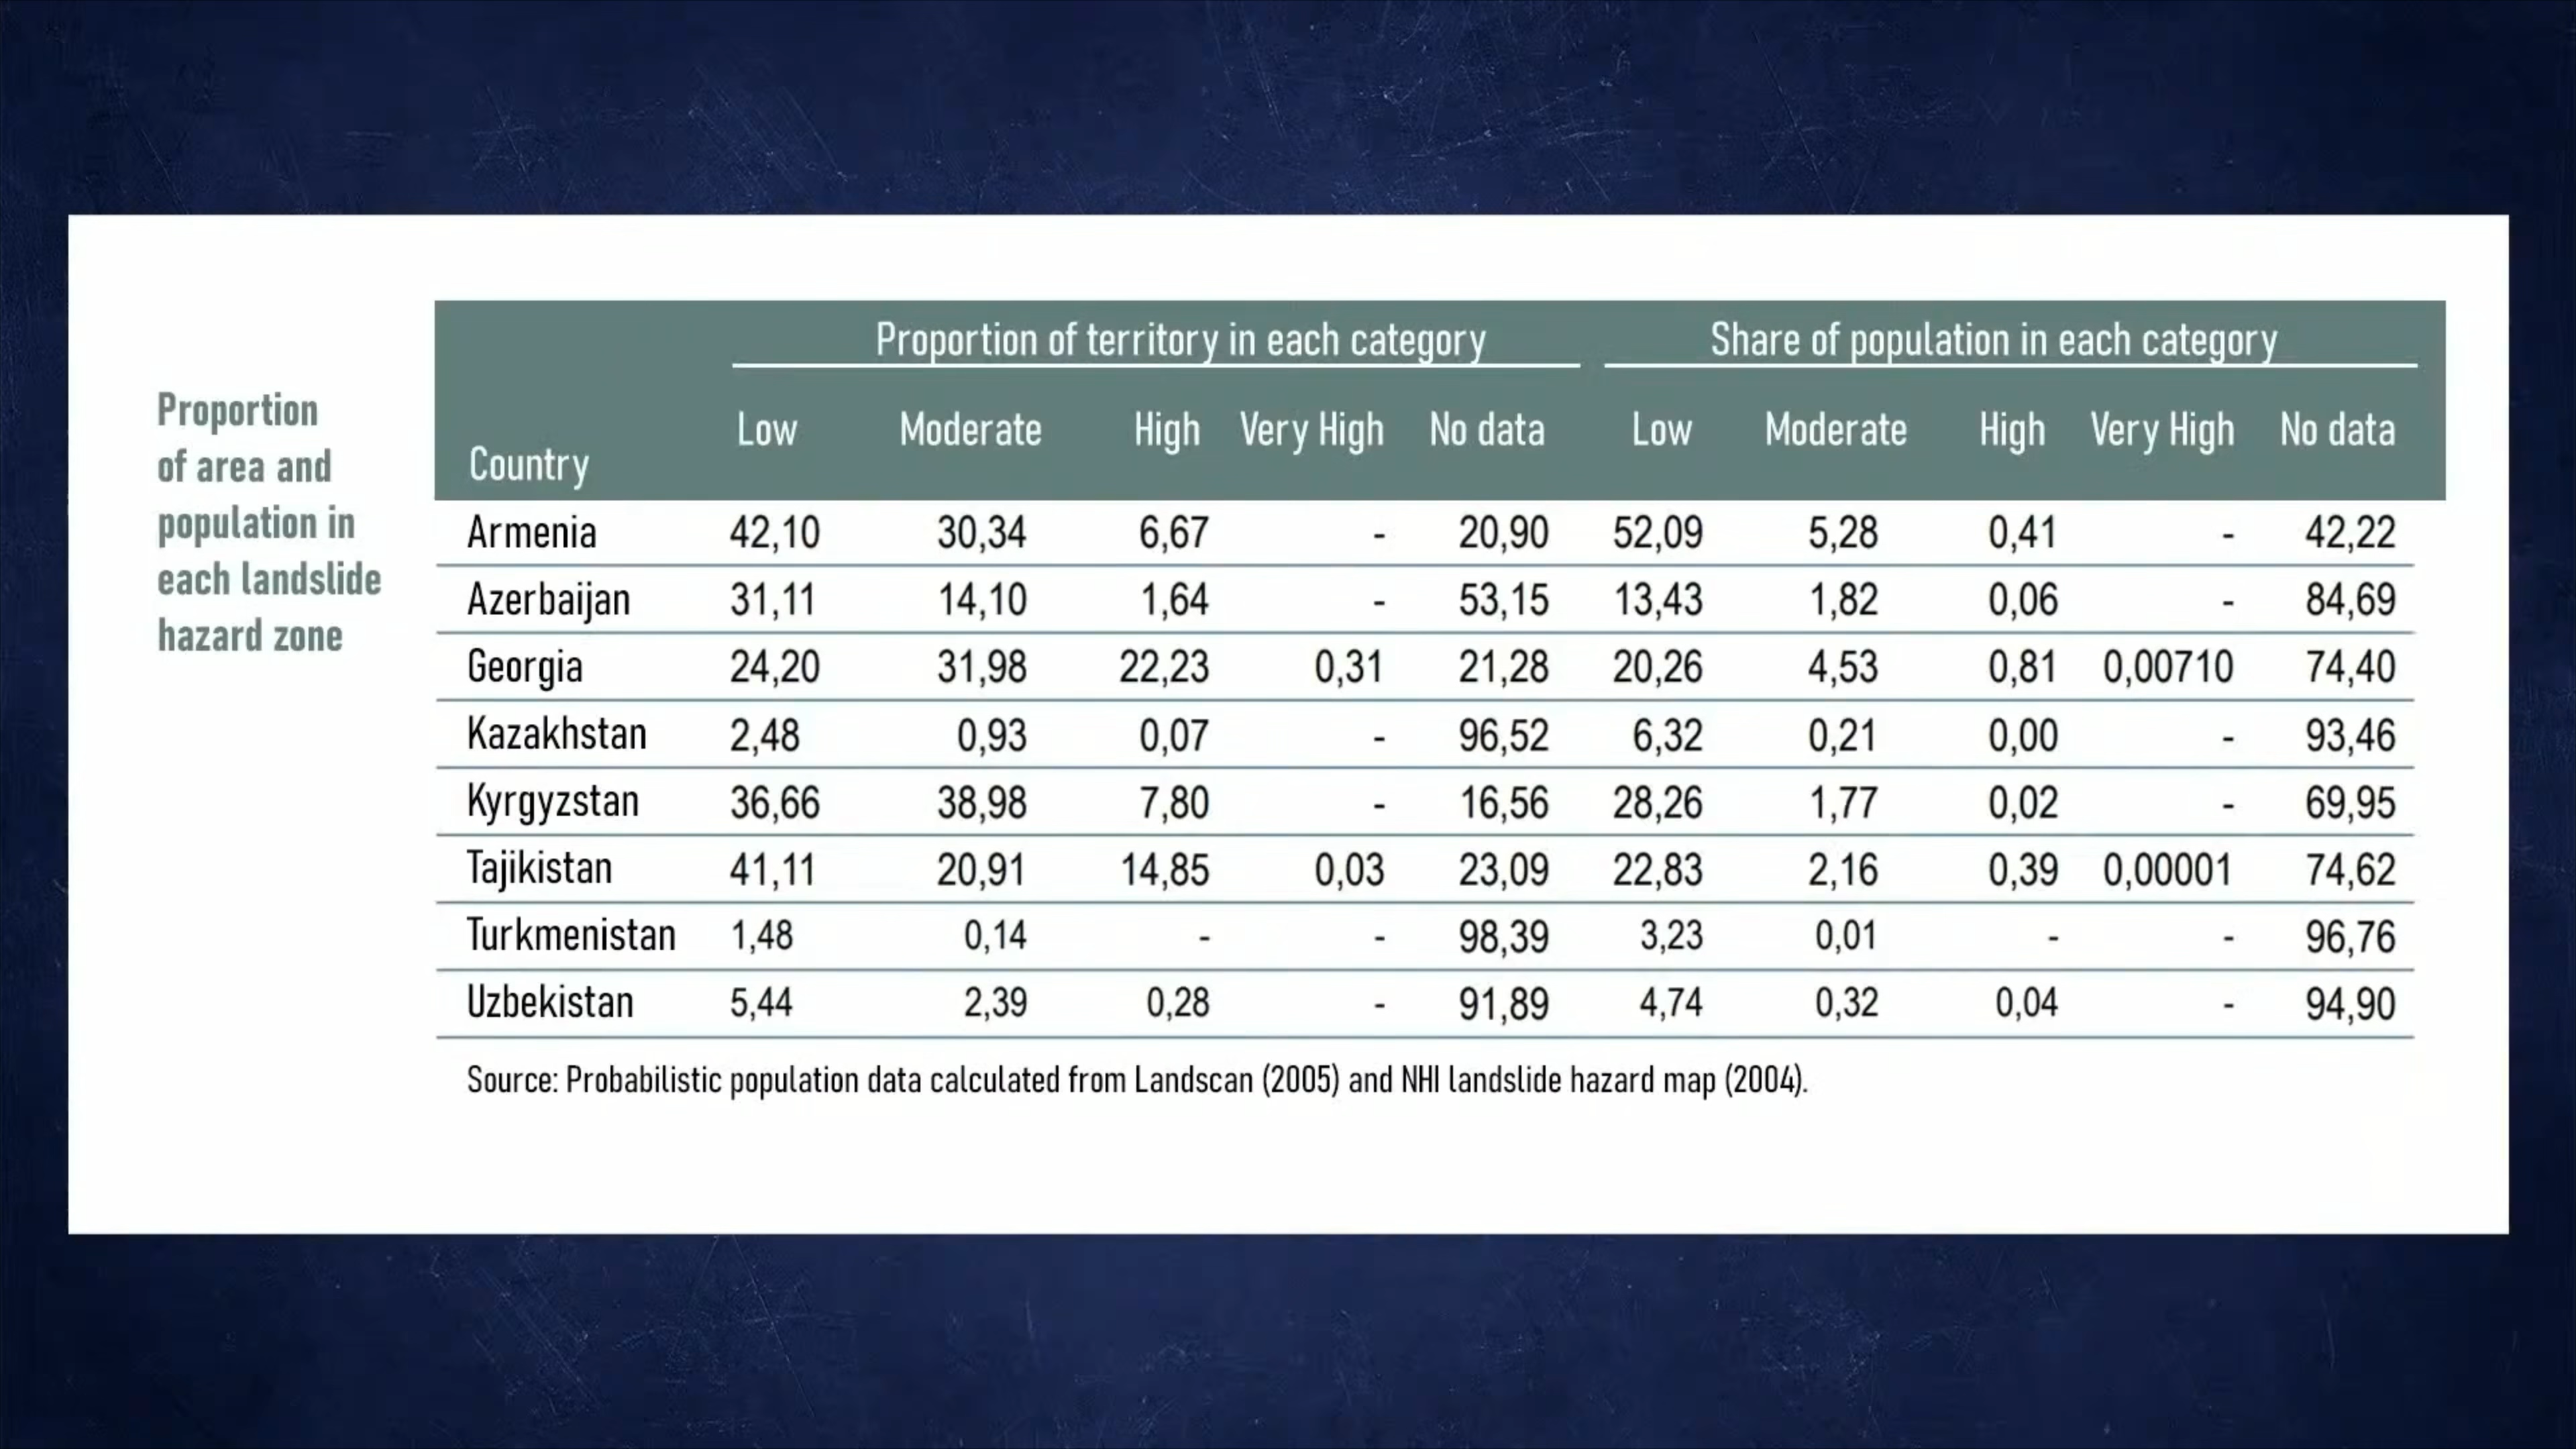 Proportion
of area and
population in
each landslide
hazard zone
Proportion of territory in each category Share of population in each category
Country Low Moderate High Very High No data Low Moderate High Very High No data
Armenia 42,10 30,34 6,67 - 20,90 52,09 5,28 0,41 - 42,22
Azerbaijan 31,11 14,10 1,64 - 53,15 13,43 1,82 0,06 - 84,69
Georgia 24,20 31,98 22,23 0,31 21,28 20,26 4,53 0,81 0,00710 74,40
Kazakhstan 2,48 0,93 0,07 - 96,52 6,32 0,21 0,00 - 93,46
Kyrgyzstan 36,66 38,98 7,80 - 16,56 28,26 1,77 0,02 - 69,95
Tajikistan 41,11 20,91 14,85 0,03 23,09 22,83 2,16 0,39 0,00001 74,62
Turkmenistan 1,48 0,14 - - 98,39 3,23 0,01 - - 96,76
Uzbekistan 5,44 2,39 0,28 - 91,89 4,74 0,32 0,04 - 94,90
Source: Probabilistic population data calculated from Landscan (2005) and NHI landslide hazard map (2004).